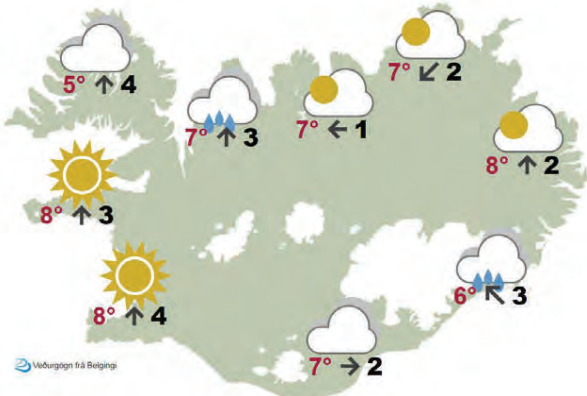 7° ↙ 2
5° ↑ 4
7° ↑ 3
7° ← 1
8° ↑ 2
8° ↑ 3
6° ↖ 3
8° ↑ 4
7° → 2
Veðurgögn frá Belgingi